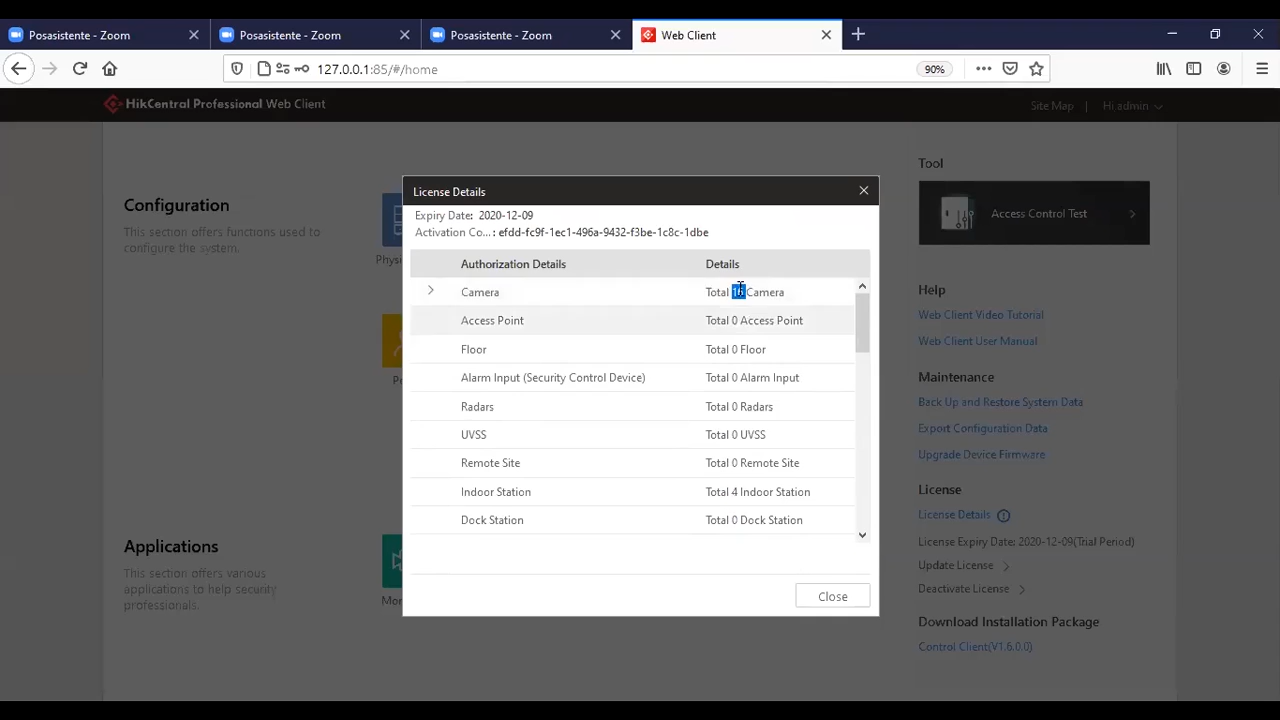 Posasistente - Zoom
Posasistente - Zoom
Posasistente - Zoom
Web Client
127.0.0.1:85/#/home
90%
HikCentral Professional Web Client
Site Map
Hi admin
Configuration
This section offers functions used to
configure the system.
Applications
This section offers various
applications to help security
professionals.
License Details
Expiry Date: 2020-12-09
Activation Co... : efdd-fc9f-1ec1-496a-9432-f3be-1c8c-1dbe
Authorization Details Details
Camera Total Camera
Access Point Total 0 Access Point
Floor Total 0 Floor
Alarm Input (Security Control Device) Total 0 Alarm Input
Radars Total 0 Radars
UVSS Total 0 UVSS
Remote Site Total 0 Remote Site
Indoor Station Total 4 Indoor Station
Dock Station Total 0 Dock Station
Close
Tool
Access Control Test
Help
Web Client Video Tutorial
Web Client User Manual
Maintenance
Back Up and Restore System Data
Export Configuration Data
Upgrade Device Firmware
License
License Details
License Expiry Date: 2020-12-09(Trial Period)
Update License
Deactivate License
Download Installation Package
Control Client(V1.6.0.0)